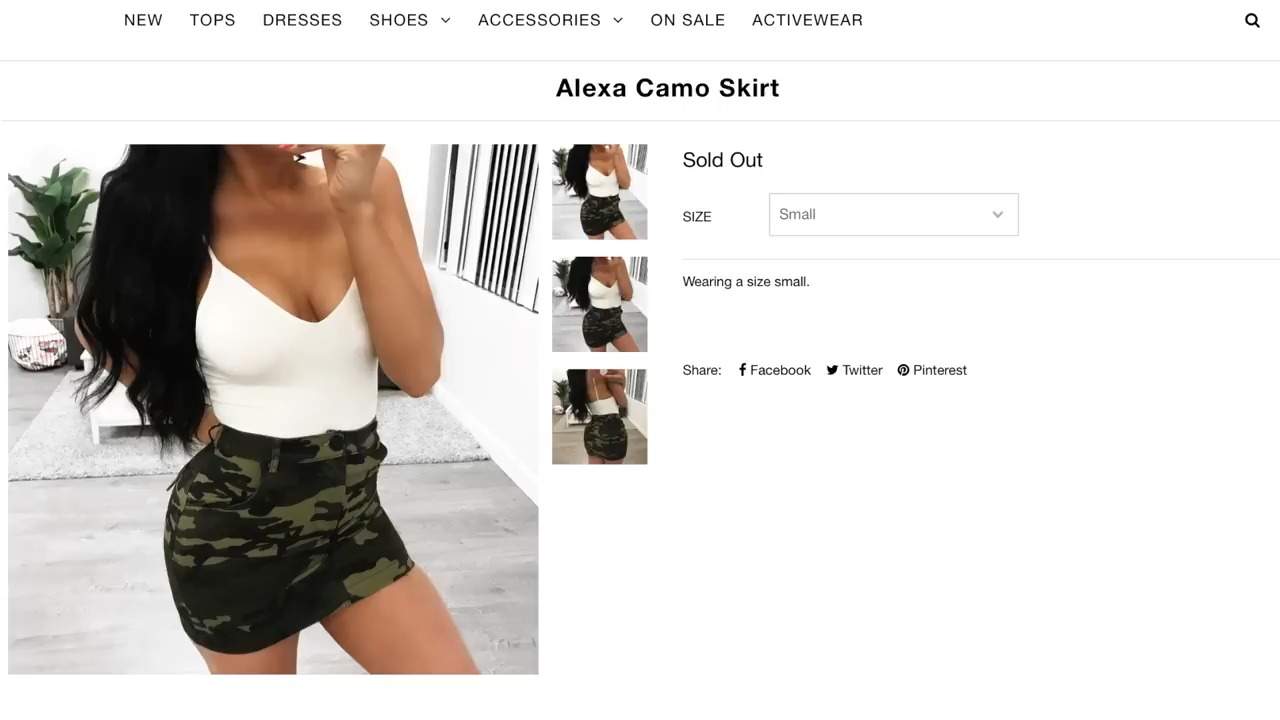 NEW TOPS DRESSES SHOES ACCESSORIES ON SALE ACTIVEWEAR
Alexa Camo Skirt
Sold Out
SIZE Small
Wearing a size small.
Share: Facebook Twitter Pinterest